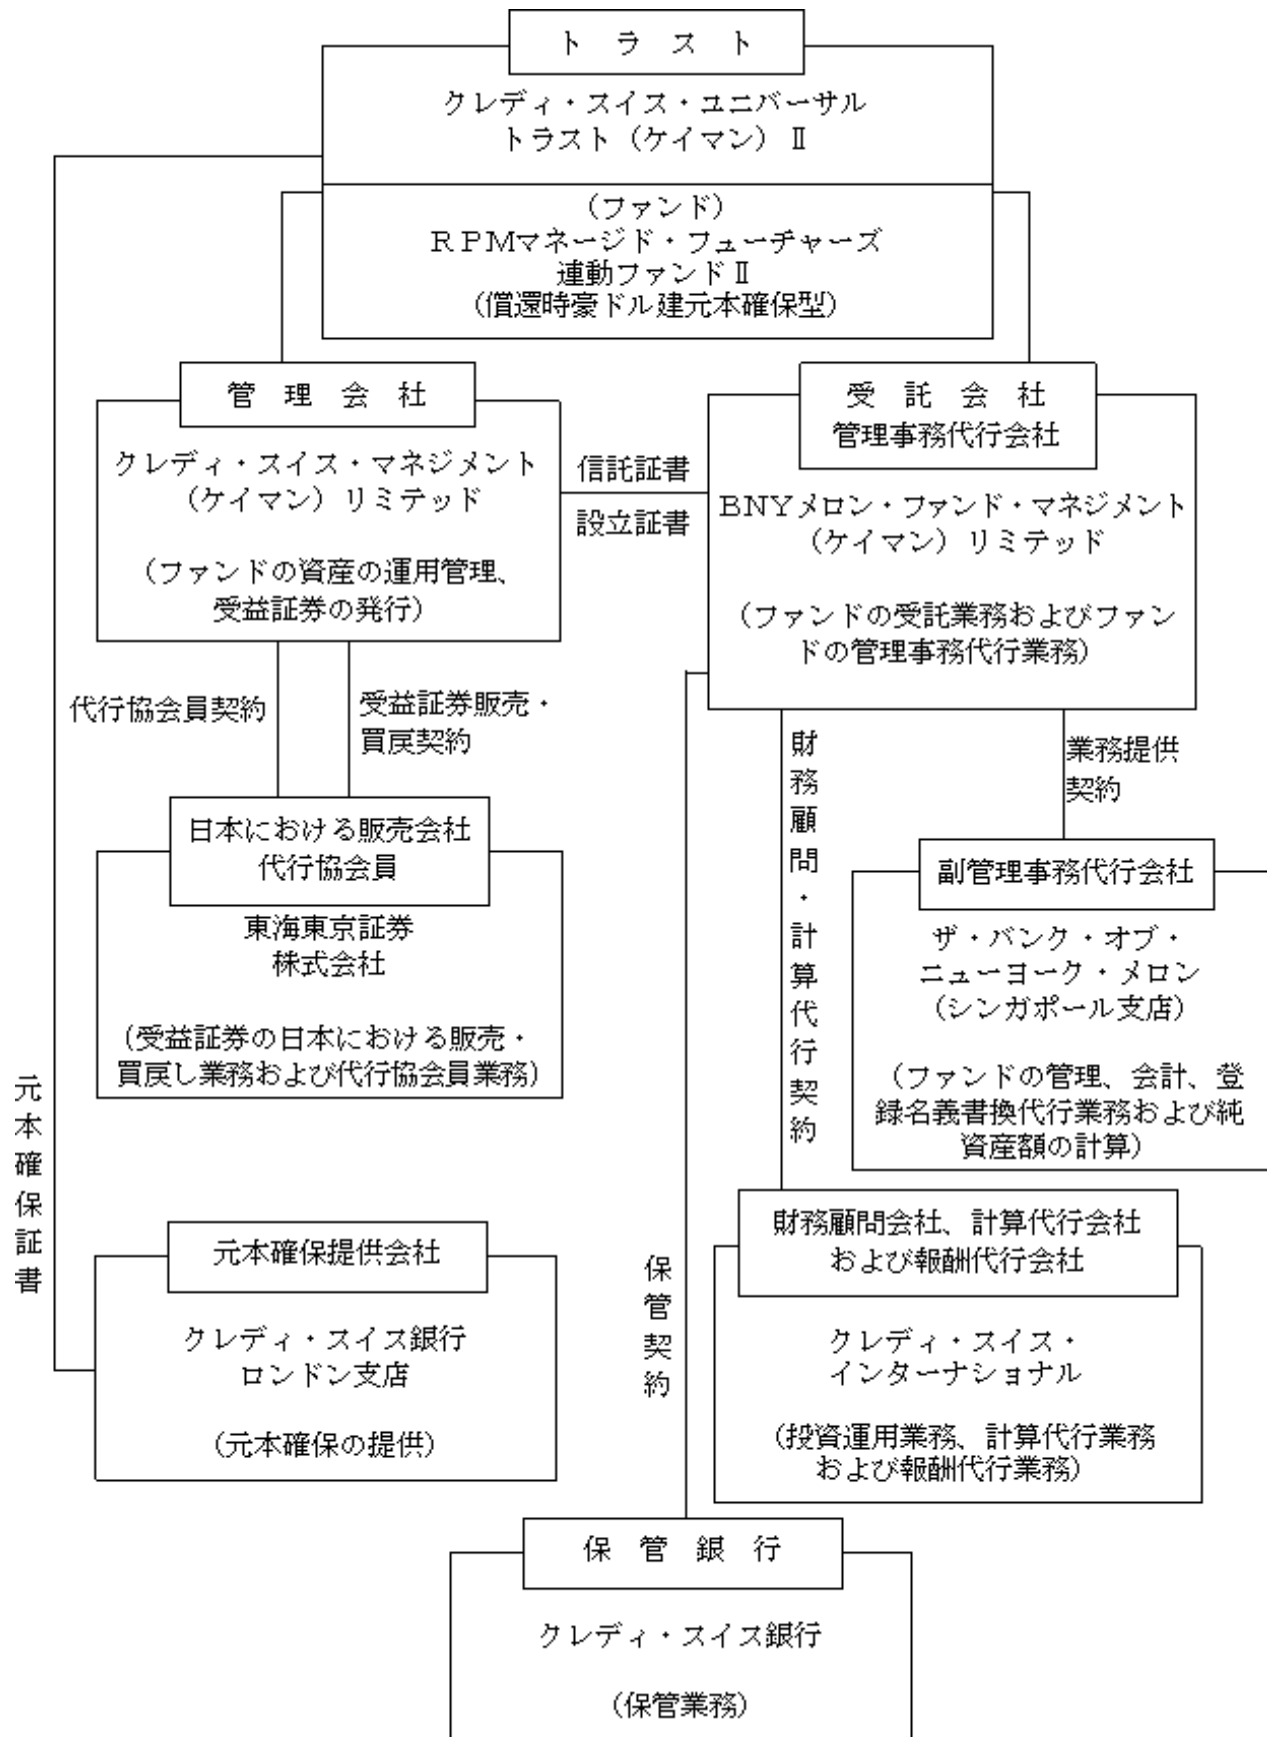 トラスト
クレディ・スイス・ユニバーサル
トラスト（ケイマン）Ⅱ
（ファンド）
ＲＰＭマネージド・フューチャーズ
連動ファンドⅡ
（償還時豪ドル建元本確保型）
管理会社
クレディ・スイス・マネジメント
（ケイマン）リミテッド
（ファンドの資産の運用管理、
受益証券の発行）
信託証書
設立証書
受託会社
管理事務代行会社
ＢＮＹメロン・ファンド・マネジメント
（ケイマン）リミテッド
（ファンドの受託業務およびファン
ドの管理事務代行業務）
代行協会員契約
受益証券販売・
買戻契約
財務顧問・計算代行契約
業務提供
契約
日本における販売会社
代行協会員
東海東京証券
株式会社
（受益証券の日本における販売・
買戻し業務および代行協会員業務）
副管理事務代行会社
ザ・バンク・オブ・
ニューヨーク・メロン
（シンガポール支店）
（ファンドの管理、会計、登
録名義書換代行業務および純
資産額の計算）
元本確保証書
元本確保提供会社
クレディ・スイス銀行
ロンドン支店
（元本確保の提供）
保管契約
財務顧問会社、計算代行会社
および報酬代行会社
クレディ・スイス・
インターナショナル
（投資運用業務、計算代行業務
および報酬代行業務）
保管銀行
クレディ・スイス銀行
（保管業務）